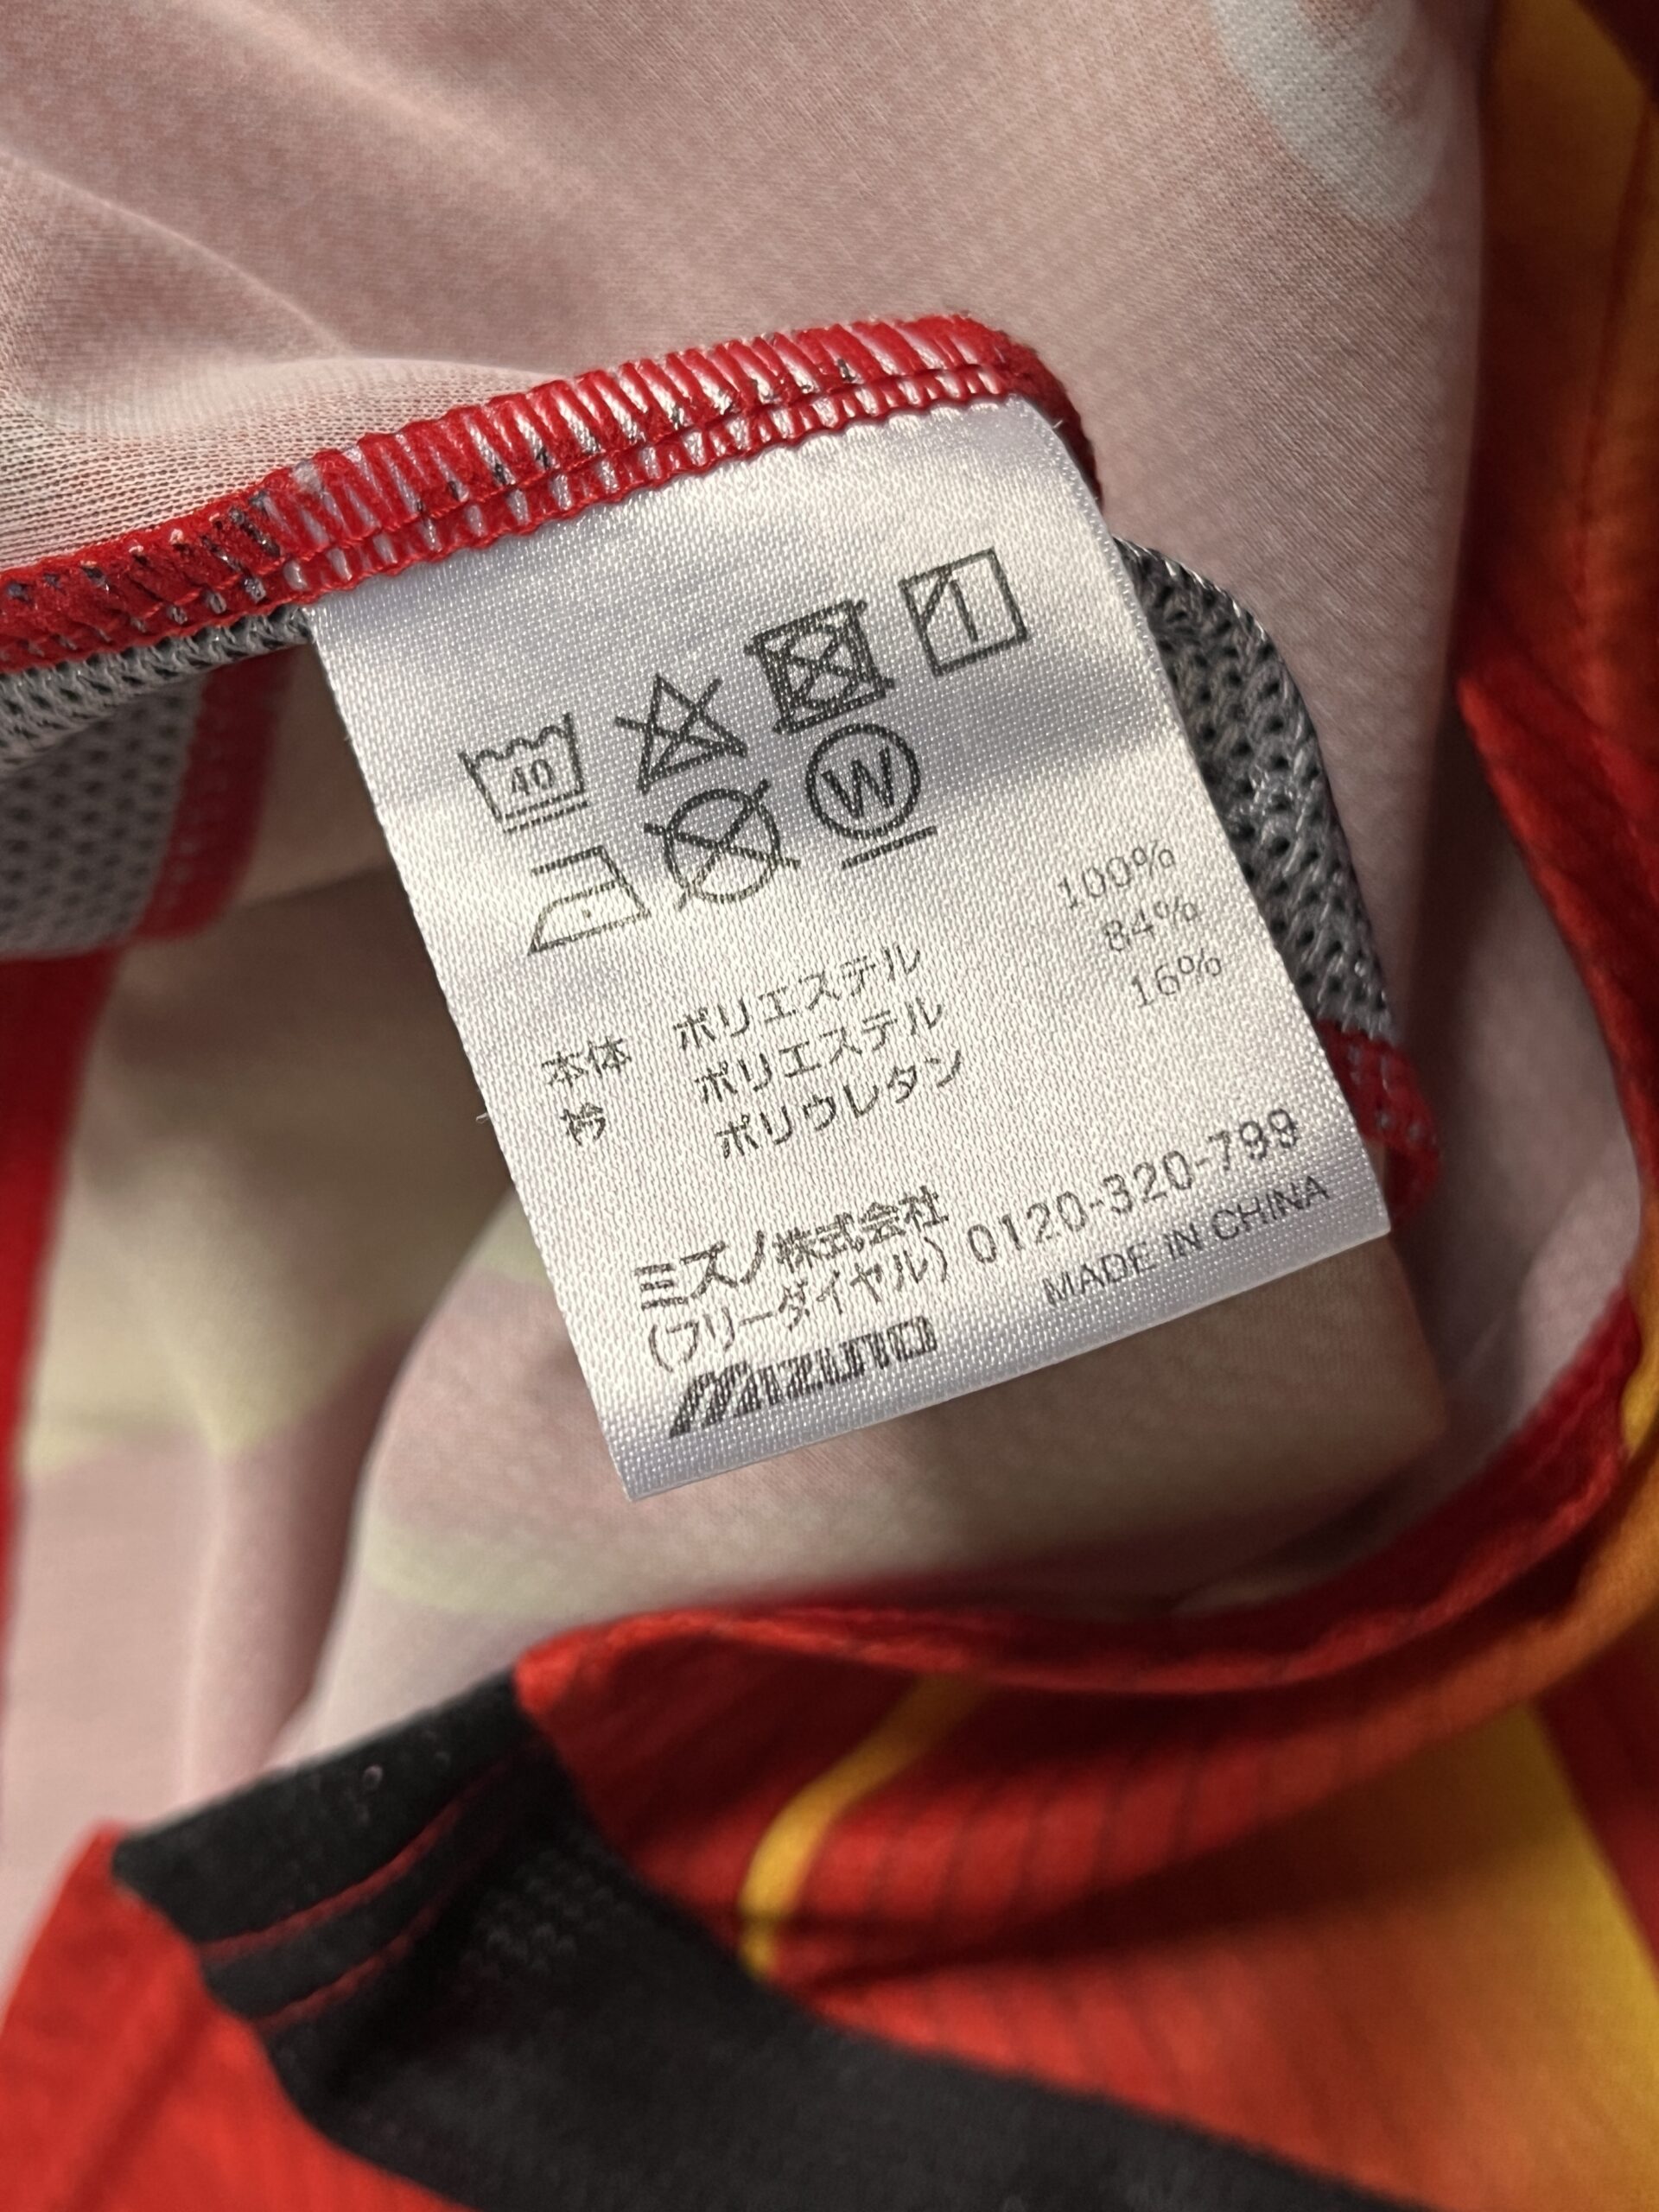 40
W
本体 ポリエステル 100%
衿 ポリエステル 84%
ポリウレタン 16%
ミズノ株式会社
(フリーダイヤル) 0120-320-799
MIZUNO MADE IN CHINA